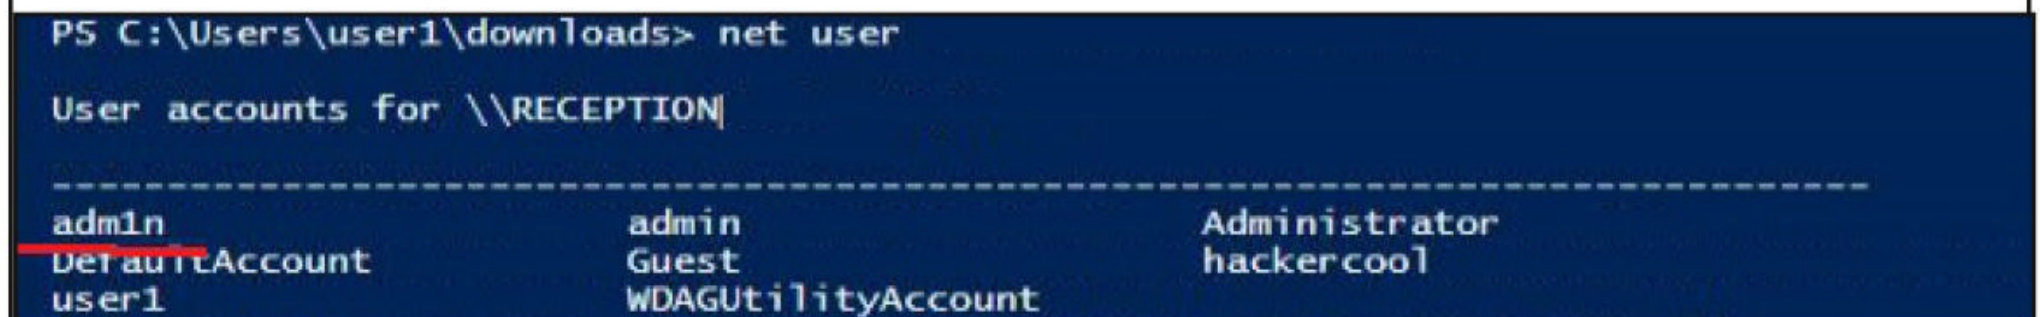 PS C:\Users\user1\downloads> net user
User accounts for \\RECEPTION
--------------------------------------------------------------------------------
adm1n admin Administrator
DefaultAccount Guest hackercool
user1 WDAGUtilityAccount